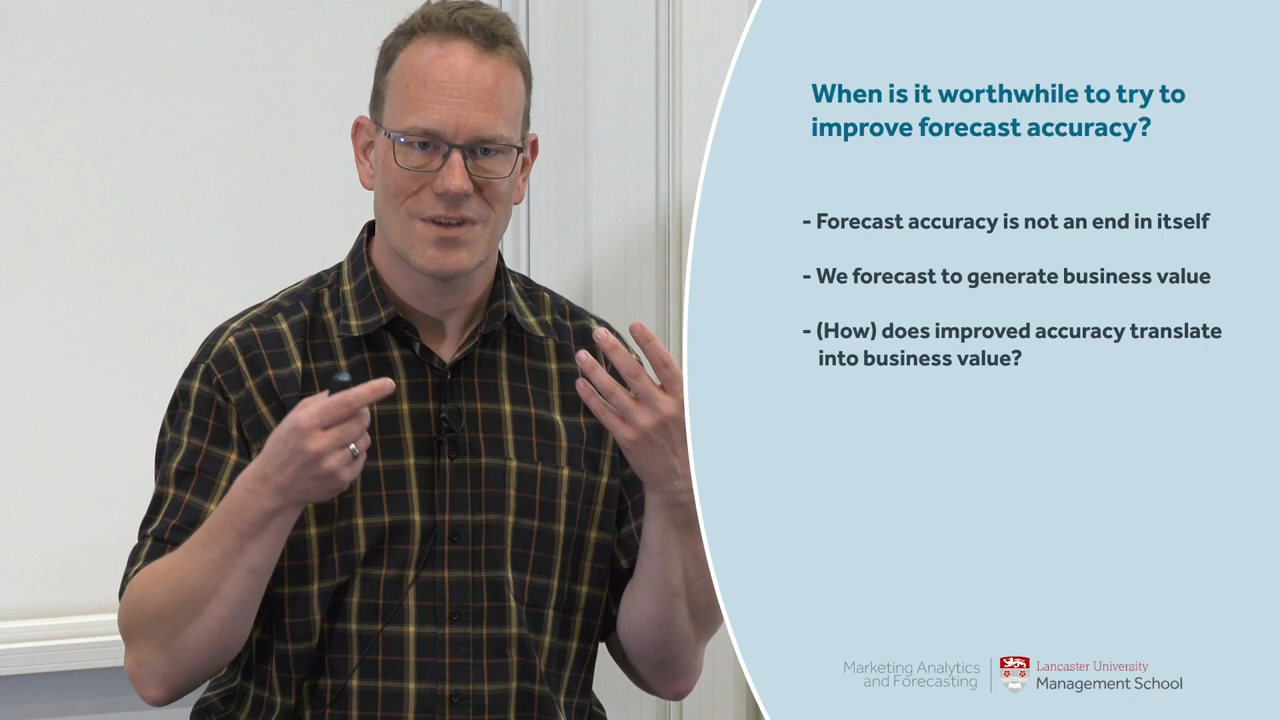 When is it worthwhile to try to
improve forecast accuracy?
- Forecast accuracy is not an end in itself
- We forecast to generate business value
- (How) does improved accuracy translate
into business value?
Marketing Analytics
and Forecasting
Lancaster University
Management School